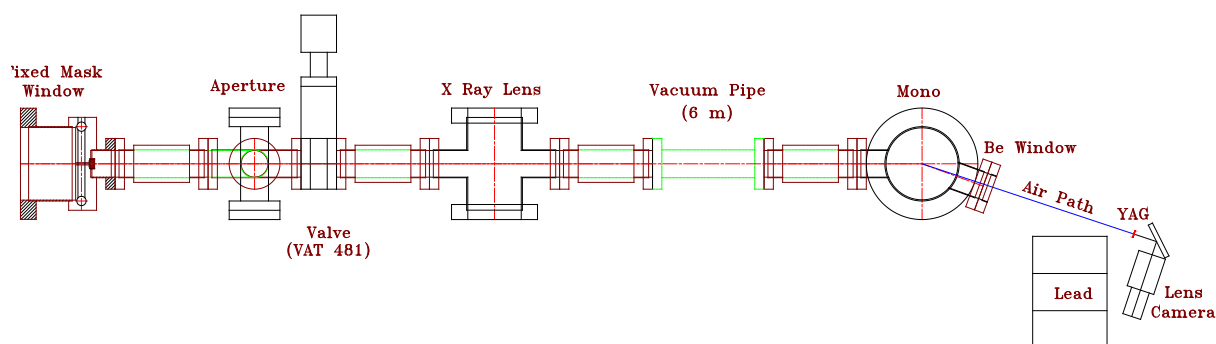 'ixed Mask
Window
Aperture
X Ray Lens
Vacuum Pipe
(6 m)
Mono
Be Window
Air Path
YAG
Valve
(VAT 481)
Lead
Lens
Camera